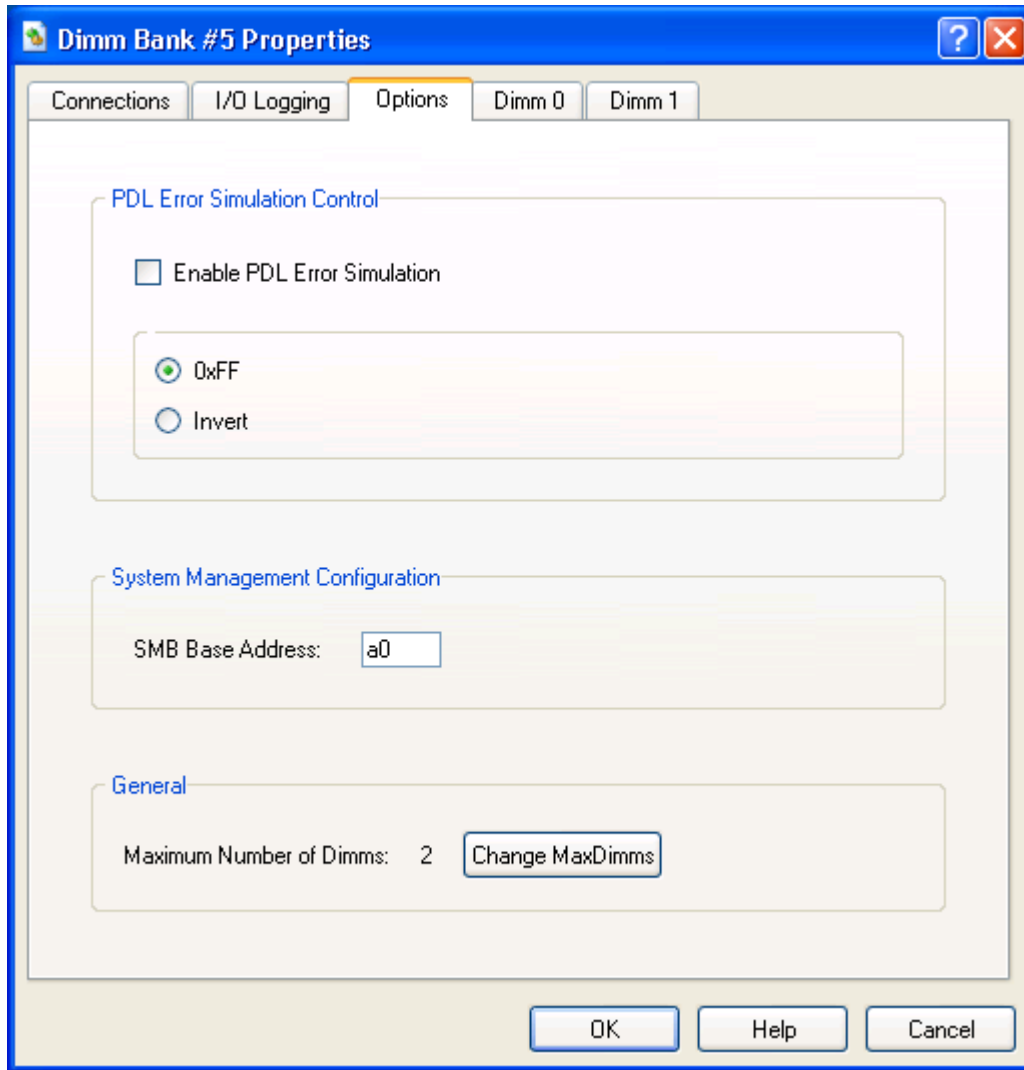 Dimm Bank #5 Properties
Connections I/O Logging Options Dimm 0 Dimm 1
PDL Error Simulation Control
Enable PDL Error Simulation
0xFF
Invert
System Management Configuration
SMB Base Address: a0
General
Maximum Number of Dimms: 2 Change MaxDimms
OK Help Cancel